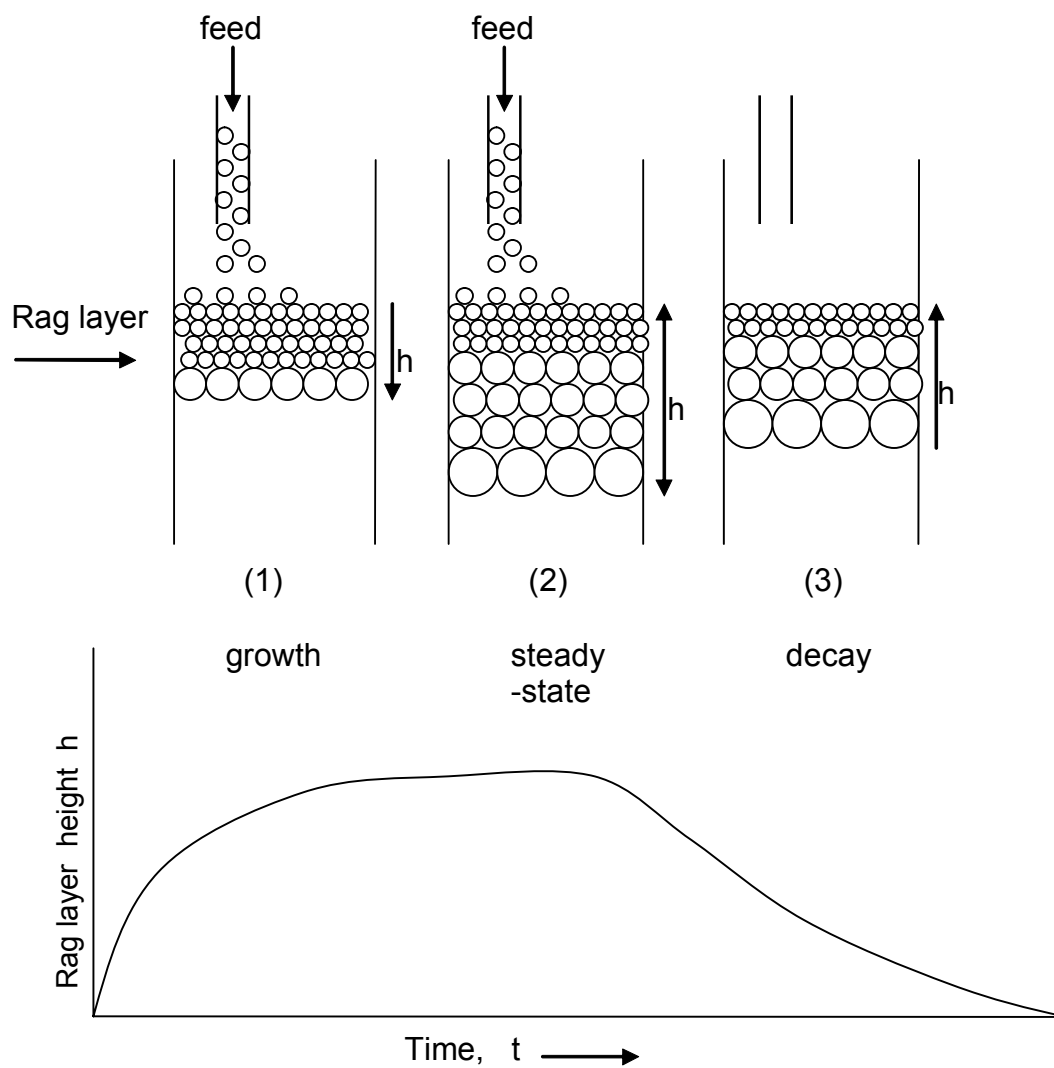 feed
feed
Rag layer
h
h
h
(1)
(2)
(3)
growth
steady
-state
decay
Rag layer height h
Time, t